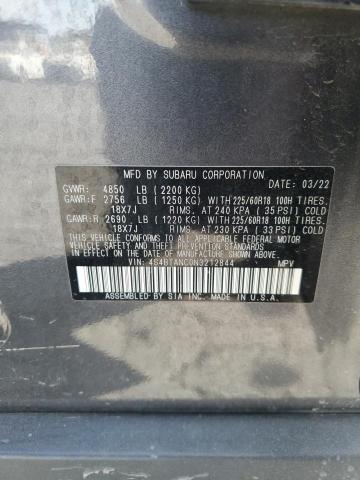 MFD. BY SUBARU CORPORATION DATE: 03/22
GVWR: 4850 LB (2200 KG)
GAWR:F 2756 LB (1250 KG) WITH 225/60R18 100H TIRES.
18X7J RIMS. AT 240 KPA (35 PSI) COLD
GAWR:R 2690 LB (1220 KG) WITH 225/60R18 100H TIRES.
18X7J RIMS. AT 230 KPA (33 PSI) COLD
THIS VEHICLE CONFORMS TO ALL APPLICABLE FEDERAL MOTOR
VEHICLE SAFETY AND THEFT PREVENTION STANDARDS
IN EFFECT ON THE DATE OF MANUFACTURE SHOWN ABOVE.
VIN: 4S4BTANC0N3212844 MPV
ASSEMBLED BY SIA INC. MADE IN U.S.A.